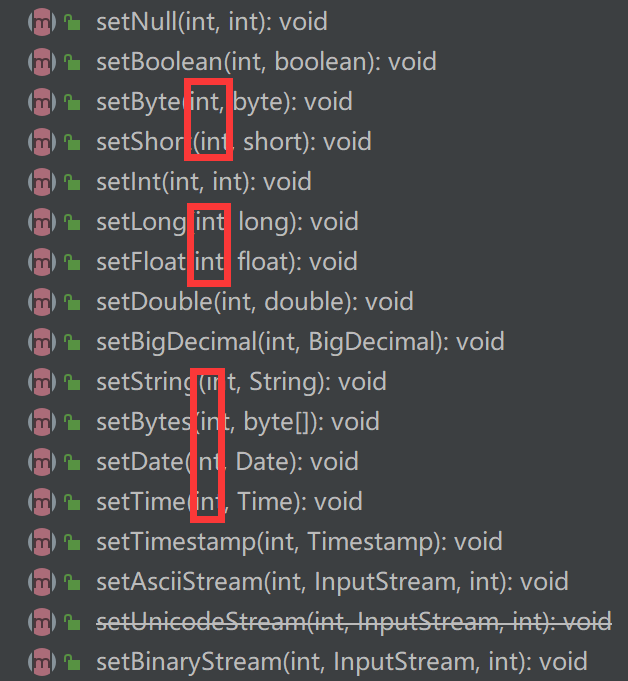 setNull(int, int): void
setBoolean(int, boolean): void
setByte(int, byte): void
setShort(int, short): void
setInt(int, int): void
setLong(int, long): void
setFloat(int, float): void
setDouble(int, double): void
setBigDecimal(int, BigDecimal): void
setString(int, String): void
setBytes(int, byte[]): void
setDate(int, Date): void
setTime(int, Time): void
setTimestamp(int, Timestamp): void
setAsciiStream(int, InputStream, int): void
setUnicodeStream(int, InputStream, int): void
setBinaryStream(int, InputStream, int): void